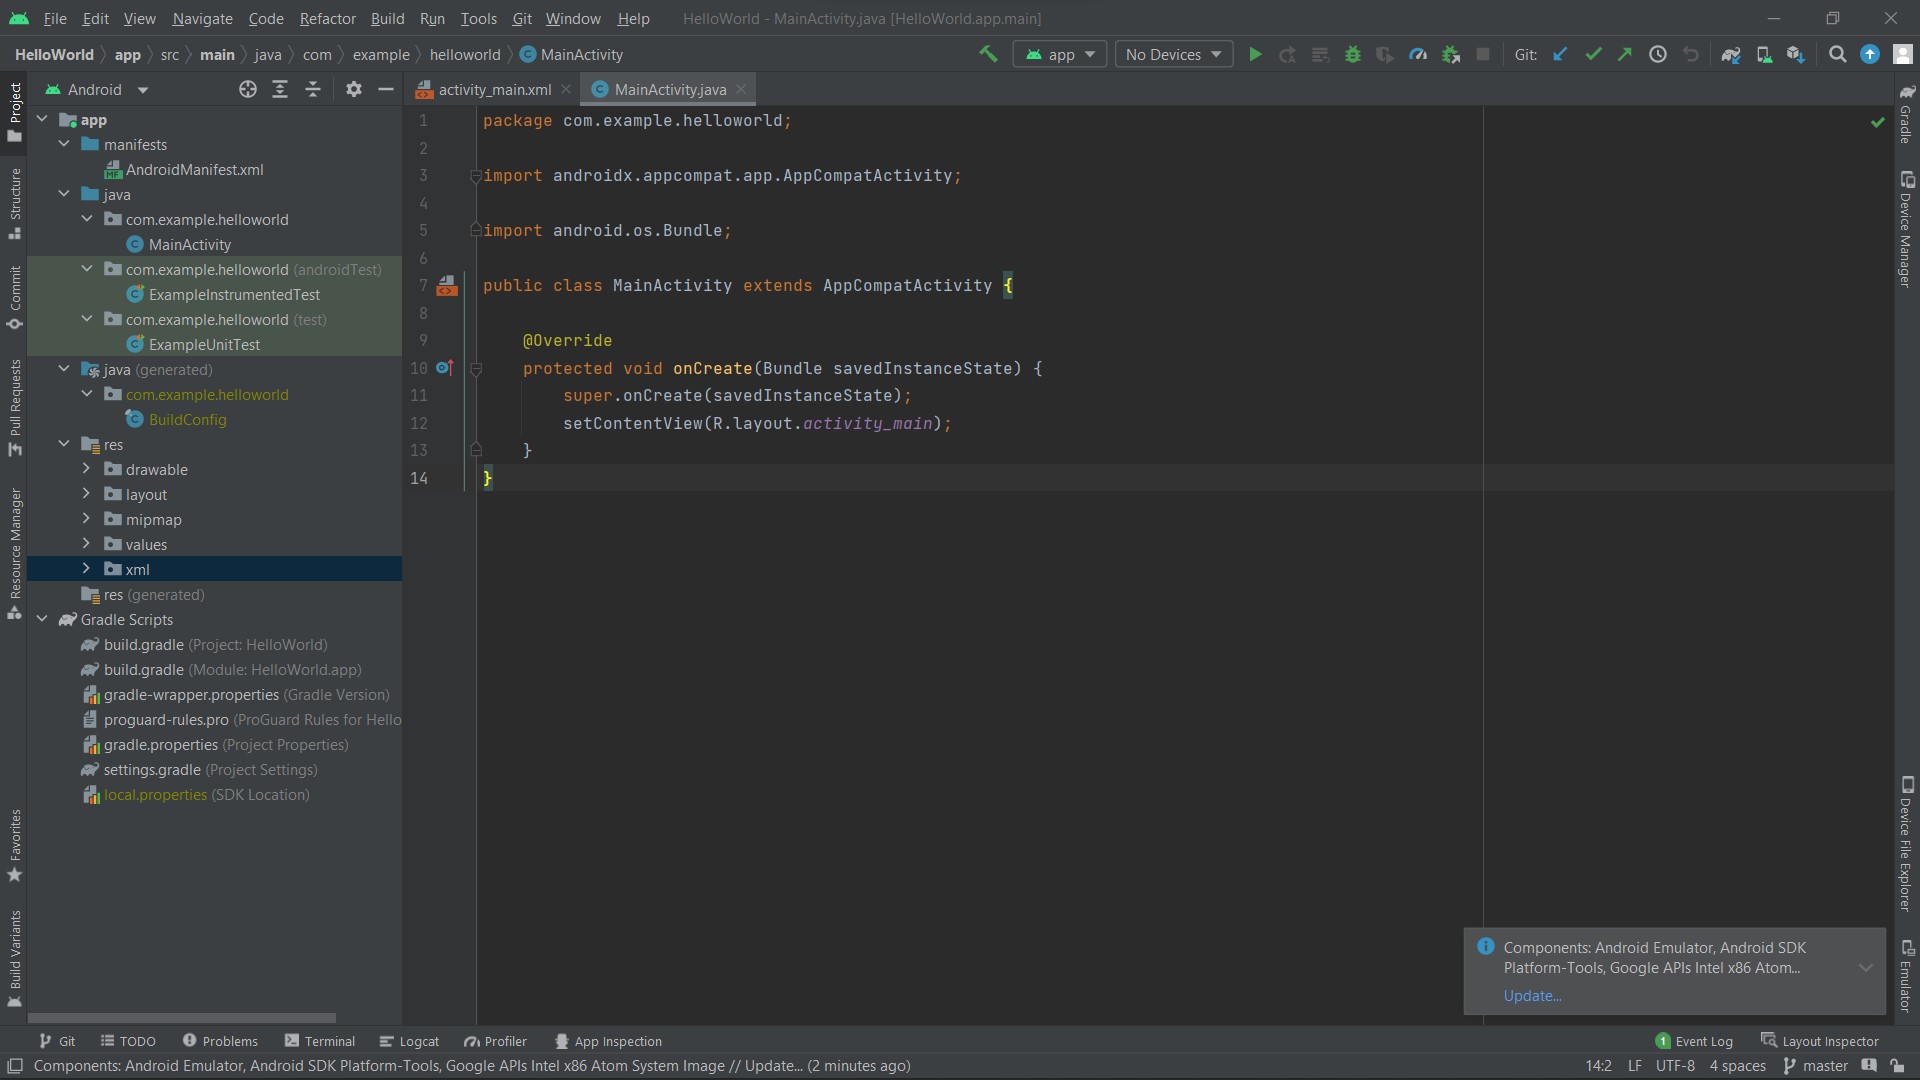 File Edit View Navigate Code Refactor Build Run Tools Git Window Help HelloWorld - MainActivity.java [HelloWorld.app.main]
HelloWorld app src main java com example helloworld MainActivity app No Devices Git:
Android
activity_main.xml MainActivity.java
Project
Structure
Commit
Pull Requests
Resource Manager
Favorites
Build Variants
app
manifests
AndroidManifest.xml
java
com.example.helloworld
MainActivity
com.example.helloworld (androidTest)
ExampleInstrumentedTest
com.example.helloworld (test)
ExampleUnitTest
java (generated)
com.example.helloworld
BuildConfig
res
drawable
layout
mipmap
values
xml
res (generated)
Gradle Scripts
build.gradle (Project: HelloWorld)
build.gradle (Module: HelloWorld.app)
gradle-wrapper.properties (Gradle Version)
proguard-rules.pro (ProGuard Rules for Hello
gradle.properties (Project Properties)
settings.gradle (Project Settings)
local.properties (SDK Location)
1 package com.example.helloworld;
2
3 import androidx.appcompat.app.AppCompatActivity;
4
5 import android.os.Bundle;
6
7 public class MainActivity extends AppCompatActivity {
8
9 @Override
10 protected void onCreate(Bundle savedInstanceState) {
11 super.onCreate(savedInstanceState);
12 setContentView(R.layout.activity_main);
13 }
14 }
Gradle
Device Manager
Device File Explorer
Emulator
Components: Android Emulator, Android SDK
Platform-Tools, Google APIs Intel x86 Atom...
Update...
Git TODO Problems Terminal Logcat Profiler App Inspection 1 Event Log Layout Inspector
Components: Android Emulator, Android SDK Platform-Tools, Google APIs Intel x86 Atom System Image // Update... (2 minutes ago) 14:2 LF UTF-8 4 spaces master